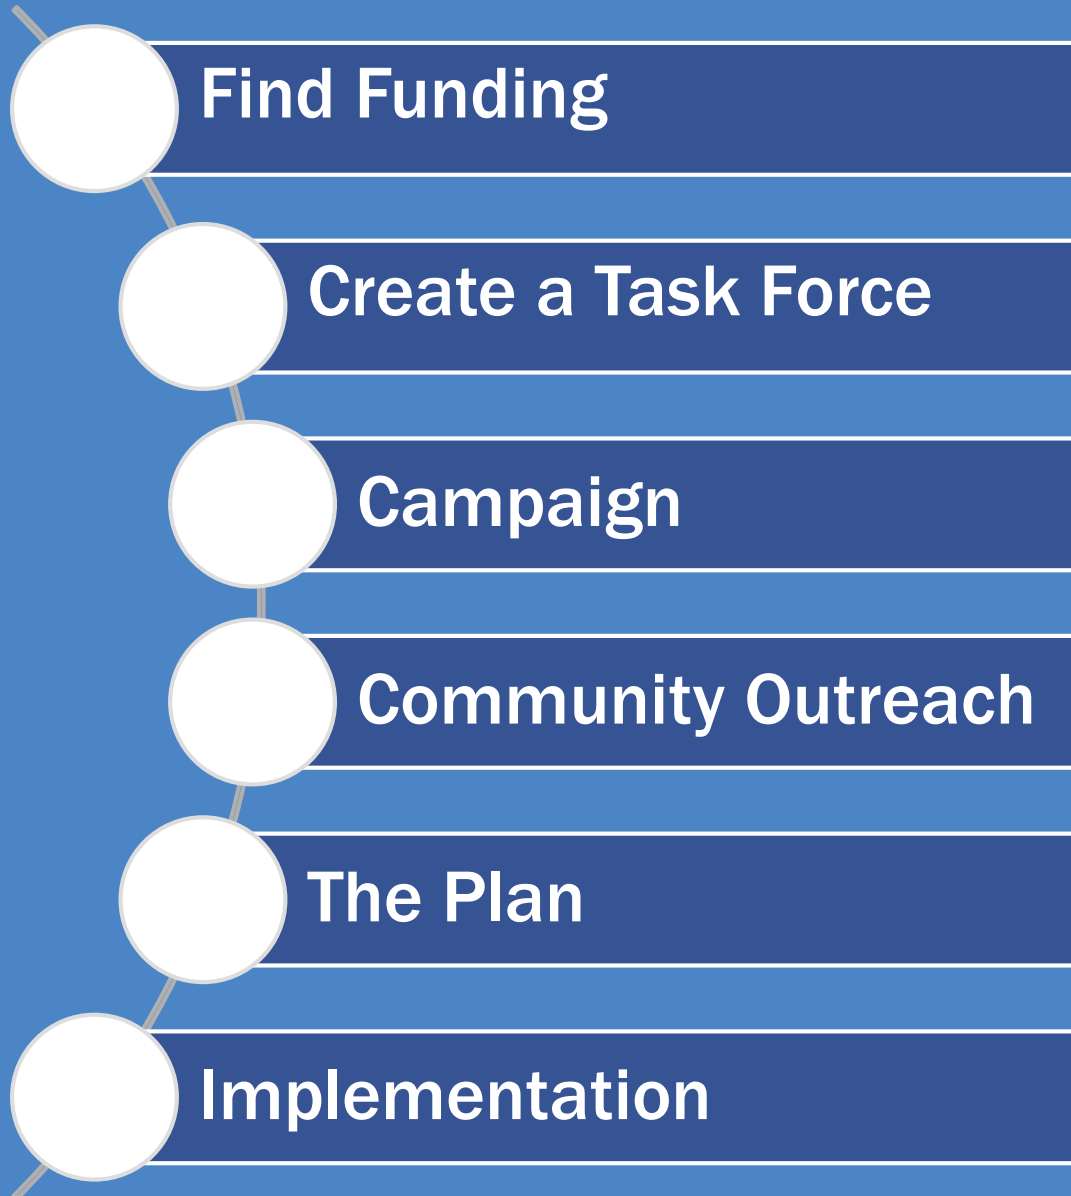 Find Funding
Create a Task Force
Campaign
Community Outreach
The Plan
Implementation